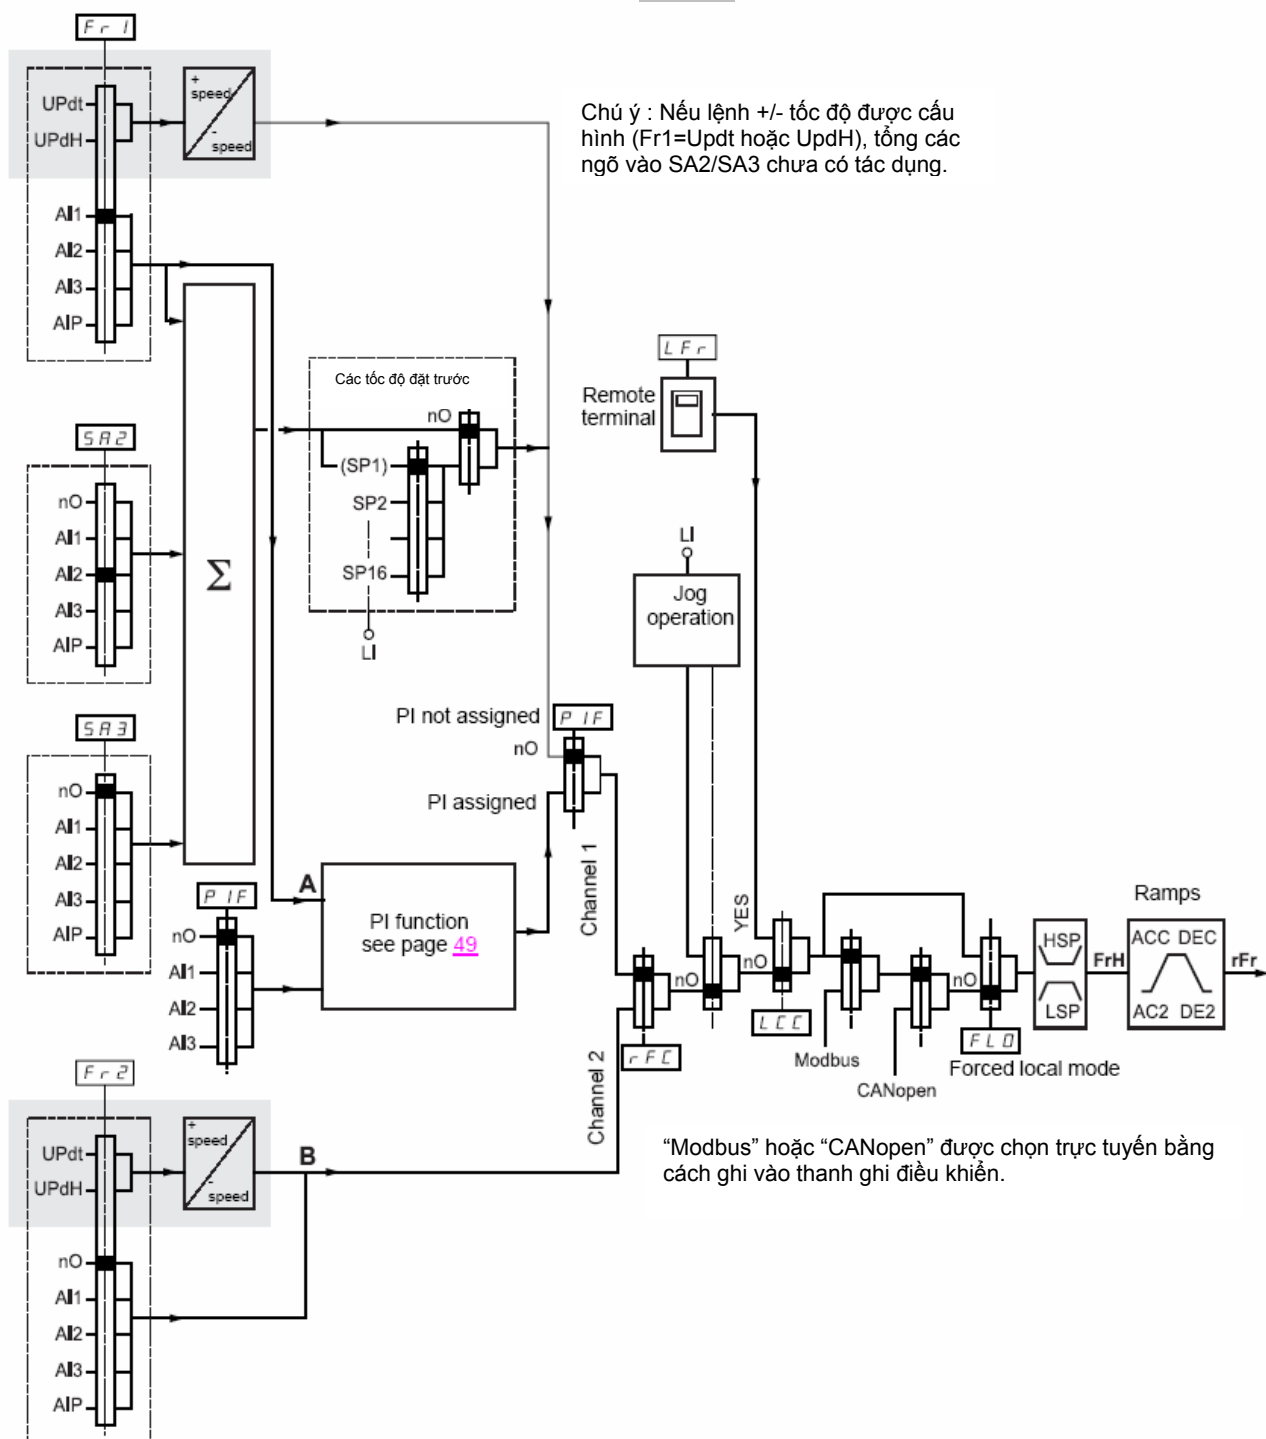 Fr1
UPdt
UPdH
+
speed
-
speed
AI1
AI2
AI3
AIP
Chú ý : Nếu lệnh +/- tốc độ được cấu
hình (Fr1=Updt hoặc UpdH), tổng các
ngõ vào SA2/SA3 chưa có tác dụng.
SA2
nO
AI1
AI2
AI3
AIP
SA3
nO
AI1
AI2
AI3
AIP
Σ
Các tốc độ đặt trước
nO
(SP1)
SP2
SP16
LI
LFr
Remote
terminal
LI
Jog
operation
PI not assigned
PIF
nO
PI assigned
A
PI function
see page 49
PIF
nO
AI1
AI2
AI3
Channel 1
Channel 2
rFC
nO
YES
nO
LCC
Modbus
CANopen
nO
FLO
Forced local mode
HSP
LSP
FrH
Ramps
ACC DEC
AC2 DE2
rFr
Fr2
UPdt
UPdH
+
speed
-
speed
B
nO
AI1
AI2
AI3
AIP
“Modbus” hoặc “CANopen” được chọn trực tuyến bằng
cách ghi vào thanh ghi điều khiển.